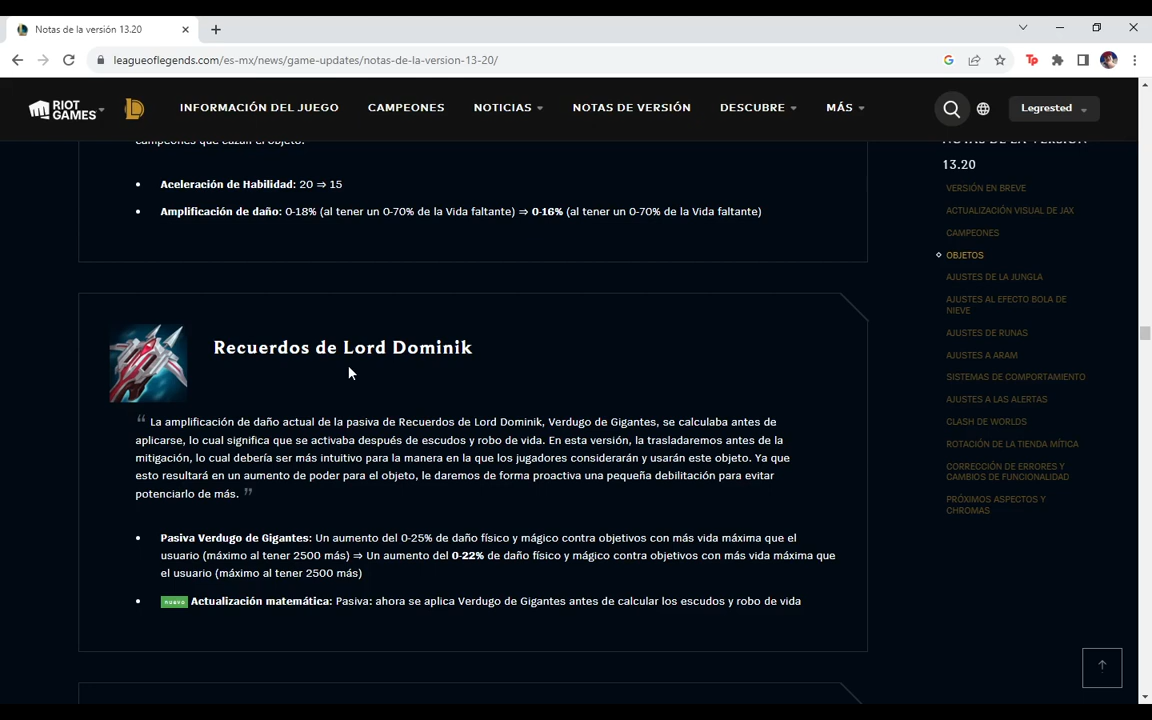 Notas de la versión 13.20
leagueoflegends.com/es-mx/news/game-updates/notas-de-la-version-13-20/
RIOT GAMES
INFORMACIÓN DEL JUEGO
CAMPEONES
NOTICIAS
NOTAS DE VERSIÓN
DESCUBRE
MÁS
Legrested
campeones que usan el objeto.
Aceleración de Habilidad: 20 ⇒ 15
Amplificación de daño: 0-18% (al tener un 0-70% de la Vida faltante) ⇒ 0-16% (al tener un 0-70% de la Vida faltante)
Recuerdos de Lord Dominik
“ La amplificación de daño actual de la pasiva de Recuerdos de Lord Dominik, Verdugo de Gigantes, se calculaba antes de
aplicarse, lo cual significa que se activaba después de escudos y robo de vida. En esta versión, la trasladaremos antes de la
mitigación, lo cual debería ser más intuitivo para la manera en la que los jugadores considerarán y usarán este objeto. Ya que
esto resultará en un aumento de poder para el objeto, le daremos de forma proactiva una pequeña debilitación para evitar
potenciarlo de más. ”
Pasiva Verdugo de Gigantes: Un aumento del 0-25% de daño físico y mágico contra objetivos con más vida máxima que el
usuario (máximo al tener 2500 más) ⇒ Un aumento del 0-22% de daño físico y mágico contra objetivos con más vida máxima que
el usuario (máximo al tener 2500 más)
nuevo Actualización matemática: Pasiva: ahora se aplica Verdugo de Gigantes antes de calcular los escudos y robo de vida
NOTAS DE LA VERSIÓN
13.20
VERSIÓN EN BREVE
ACTUALIZACIÓN VISUAL DE JAX
CAMPEONES
OBJETOS
AJUSTES DE LA JUNGLA
AJUSTES AL EFECTO BOLA DE
NIEVE
AJUSTES DE RUNAS
AJUSTES A ARAM
SISTEMAS DE COMPORTAMIENTO
AJUSTES A LAS ALERTAS
CLASH DE WORLDS
ROTACIÓN DE LA TIENDA MÍTICA
CORRECCIÓN DE ERRORES Y
CAMBIOS DE FUNCIONALIDAD
PRÓXIMOS ASPECTOS Y
CHROMAS